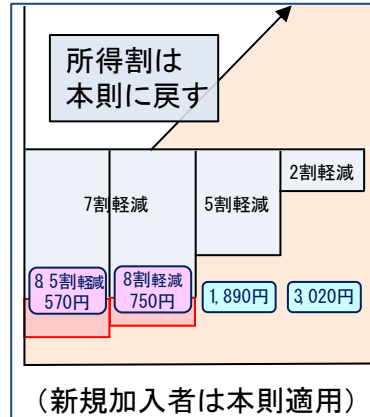 所得割は
本則に戻す
2割軽減
7割軽減
5割軽減
8.5割軽減
570円
8割軽減
750円
1,890円
3,020円
(新規加入者は本則適用)